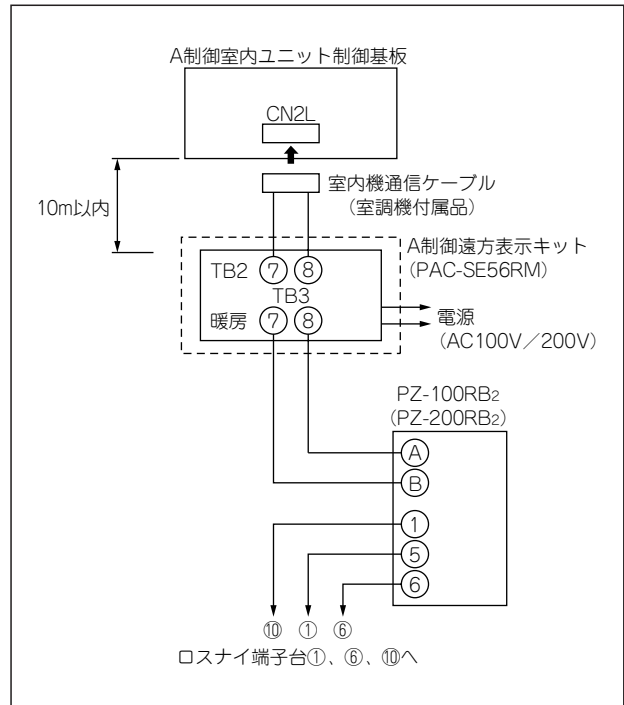 A制御室内ユニット制御基板
CN2L
10m以内
室内機通信ケーブル
（室調機付属品）
A制御遠方表示キット
（PAC-SE56RM）
TB2 ⑦ ⑧
TB3
暖房 ⑦ ⑧
電源
（AC100V／200V）
PZ-100RB2
（PZ-200RB2）
Ⓐ
Ⓑ
①
⑤
⑥
⑩ ① ⑥
ロスナイ端子台①、⑥、⑩へ